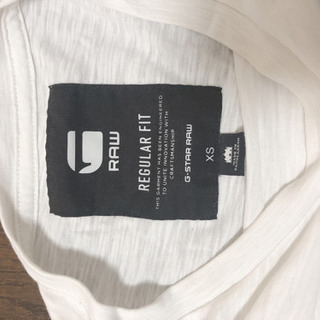 RAW
REGULAR FIT
THIS GARMENT HAS BEEN ENGINEERED
TO UNITE INNOVATION WITH
CRAFTSMANSHIP
XS
G-STAR RAW